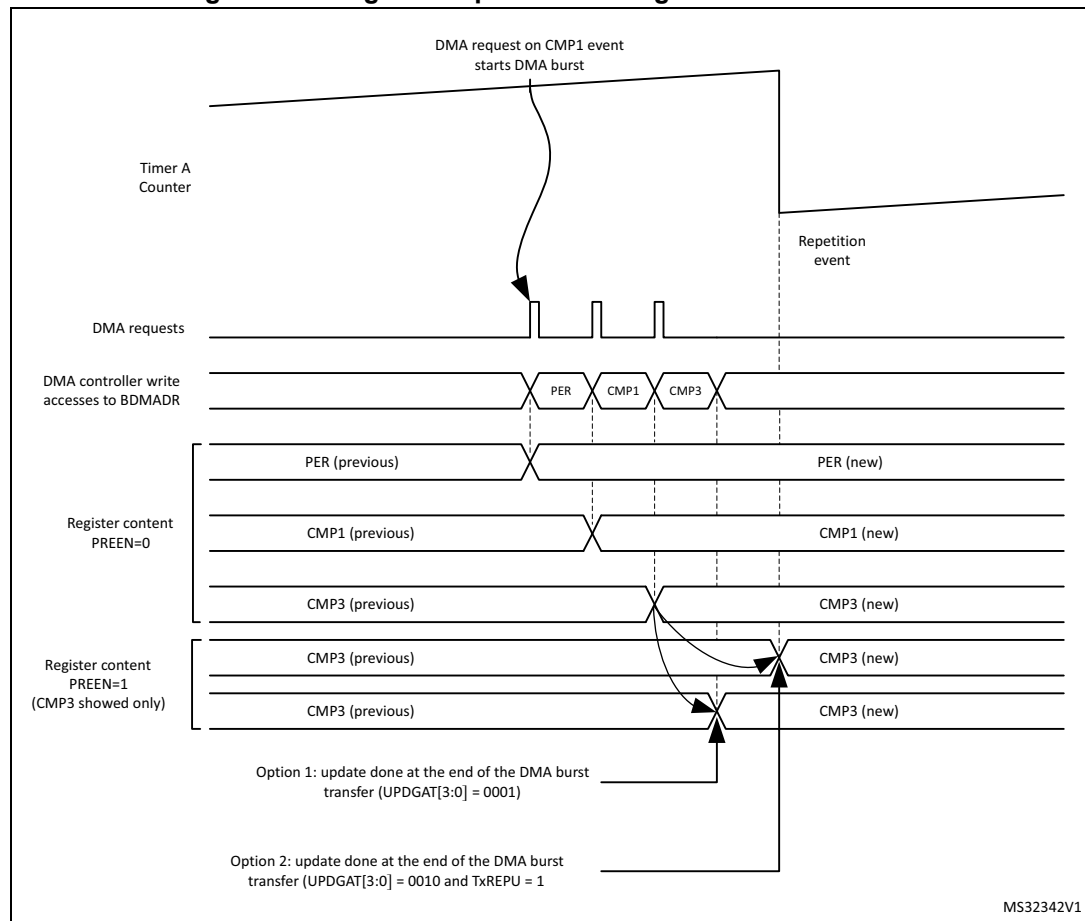 DMA request on CMP1 event
starts DMA burst
Timer A
Counter
Repetition
event
DMA requests
DMA controller write
accesses to BDMADR
PER
CMP1
CMP3
PER (previous)
PER (new)
Register content
PREEN=0
CMP1 (previous)
CMP1 (new)
CMP3 (previous)
CMP3 (new)
Register content
PREEN=1
(CMP3 showed only)
CMP3 (previous)
CMP3 (new)
CMP3 (previous)
CMP3 (new)
Option 1: update done at the end of the DMA burst
transfer (UPDGAT[3:0] = 0001)
Option 2: update done at the end of the DMA burst
transfer (UPDGAT[3:0] = 0010 and TxREPU = 1
MS32342V1